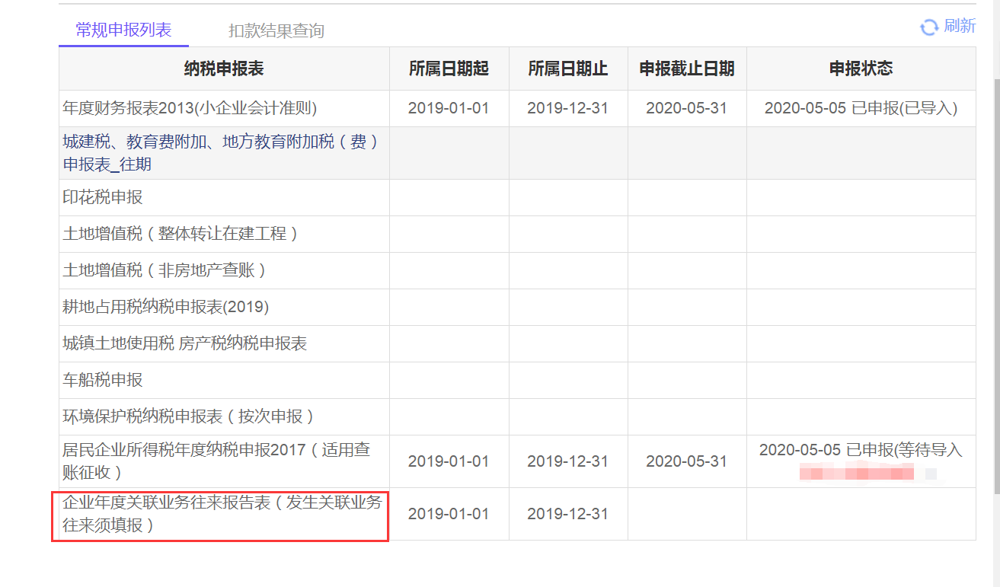 常规申报列表 扣款结果查询 刷新
纳税申报表 所属日期起 所属日期止 申报截止日期 申报状态
年度财务报表2013(小企业会计准则) 2019-01-01 2019-12-31 2020-05-31 2020-05-05 已申报(已导入)
城建税、教育费附加、地方教育附加税（费）
申报表_往期
印花税申报
土地增值税（整体转让在建工程）
土地增值税（非房地产查账）
耕地占用税纳税申报表(2019)
城镇土地使用税 房产税纳税申报表
车船税申报
环境保护税纳税申报表（按次申报）
居民企业所得税年度纳税申报2017（适用查
账征收） 2019-01-01 2019-12-31 2020-05-31 2020-05-05 已申报(等待导入
企业年度关联业务往来报告表（发生关联业务
往来须填报） 2019-01-01 2019-12-31